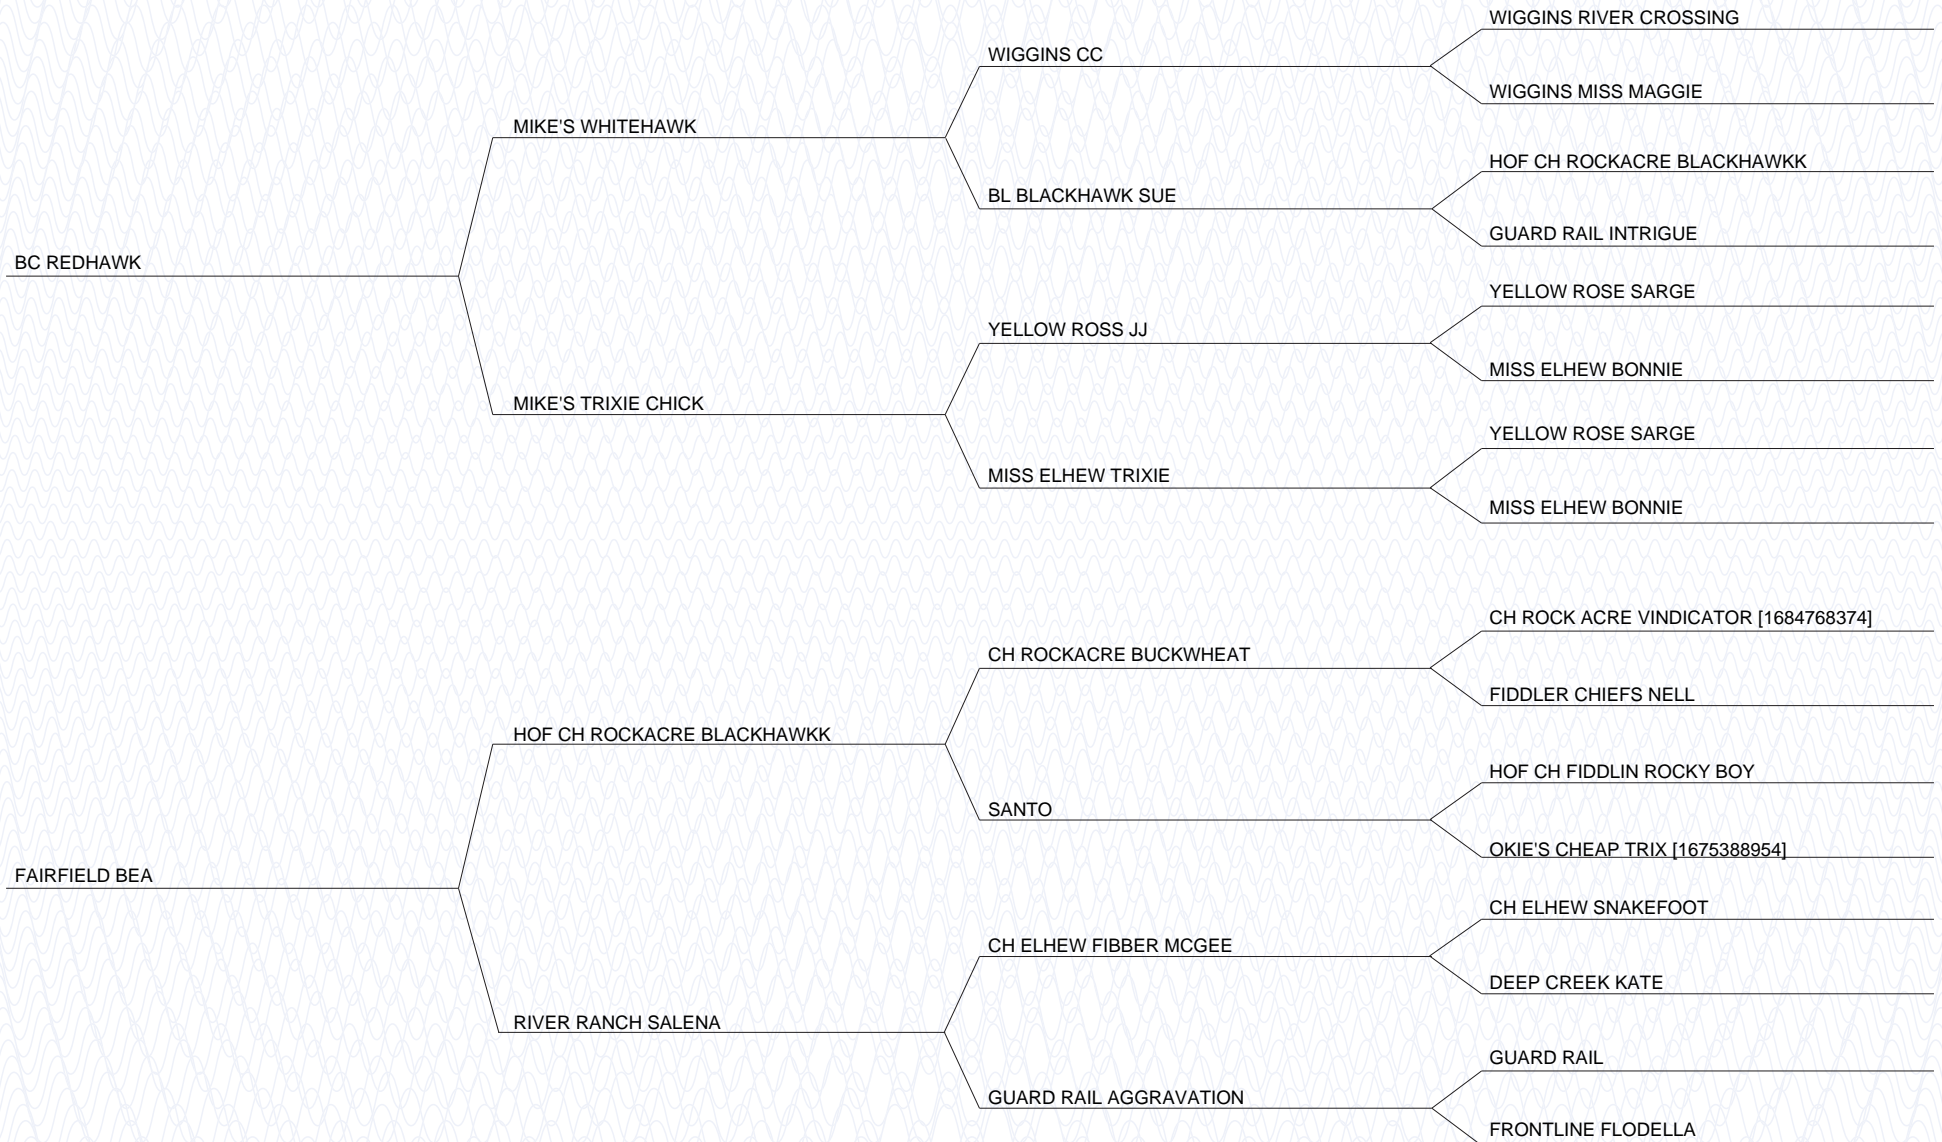 WIGGINS RIVER CROSSING
WIGGINS CC
WIGGINS MISS MAGGIE
MIKE'S WHITEHAWK
HOF CH ROCKACRE BLACKHAWKK
BL BLACKHAWK SUE
GUARD RAIL INTRIGUE
BC REDHAWK
YELLOW ROSE SARGE
YELLOW ROSS JJ
MISS ELHEW BONNIE
MIKE'S TRIXIE CHICK
YELLOW ROSE SARGE
MISS ELHEW TRIXIE
MISS ELHEW BONNIE
CH ROCK ACRE VINDICATOR [1684768374]
CH ROCKACRE BUCKWHEAT
FIDDLER CHIEFS NELL
HOF CH ROCKACRE BLACKHAWKK
HOF CH FIDDLIN ROCKY BOY
SANTO
OKIE'S CHEAP TRIX [1675388954]
FAIRFIELD BEA
CH ELHEW SNAKEFOOT
CH ELHEW FIBBER MCGEE
DEEP CREEK KATE
RIVER RANCH SALENA
GUARD RAIL
GUARD RAIL AGGRAVATION
FRONTLINE FLODELLA